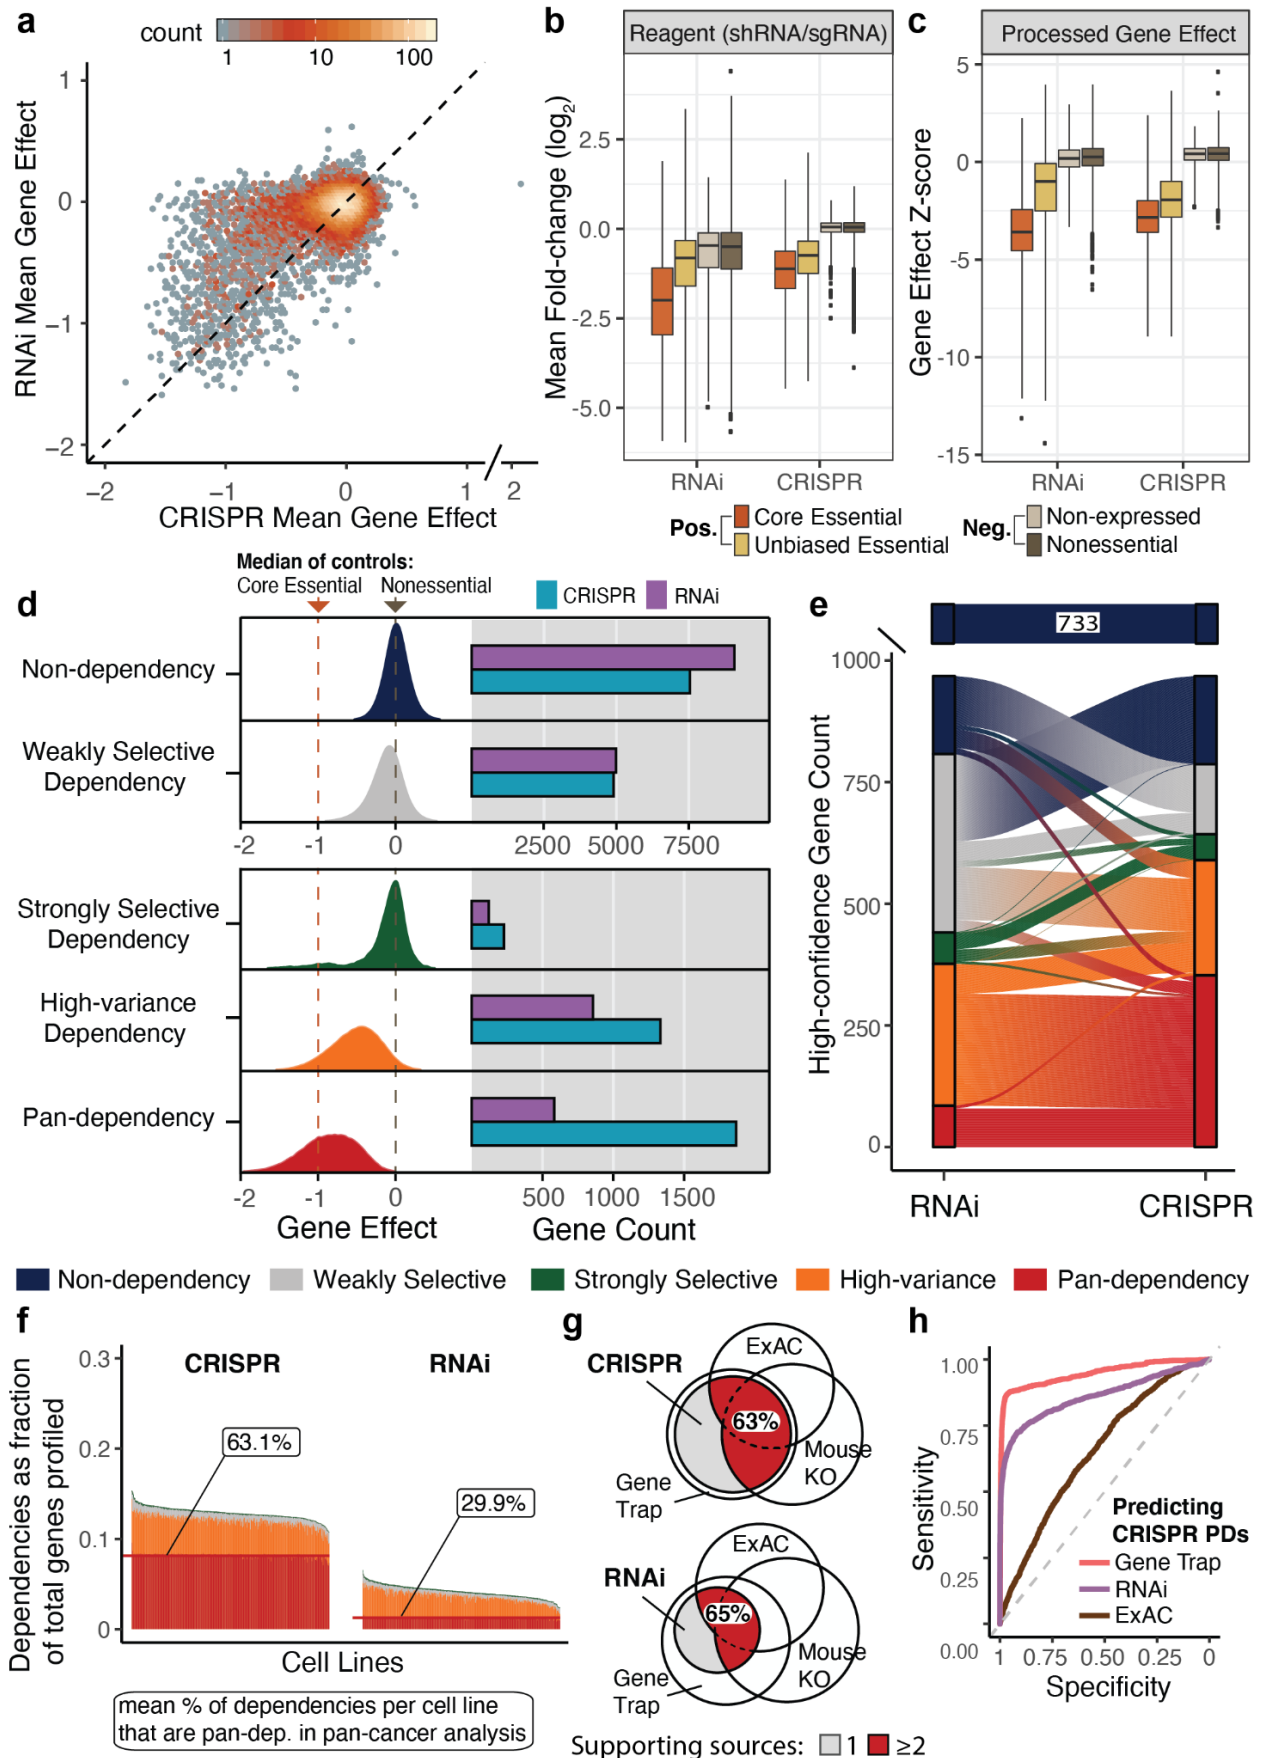 a
count
1 10 100
RNAi Mean Gene Effect
1
0
−1
−2
−2 −1 0 1 2
CRISPR Mean Gene Effect
b
Reagent (shRNA/sgRNA)
Mean Fold-change (log2)
2.5
0.0
-2.5
-5.0
RNAi CRISPR
c
Processed Gene Effect
Gene Effect Z-score
5
0
-5
-10
-15
RNAi CRISPR
Pos.
Core Essential
Unbiased Essential
Neg.
Non-expressed
Nonessential
d
Median of controls:
Core Essential Nonessential
CRISPR RNAi
Non-dependency
Weakly Selective
Dependency
-2 -1 0 2500 5000 7500
Strongly Selective
Dependency
High-variance
Dependency
Pan-dependency
-2 -1 0 500 1000 1500
Gene Effect Gene Count
e
733
High-confidence Gene Count
1000
750
500
250
0
RNAi CRISPR
Non-dependency Weakly Selective Strongly Selective High-variance Pan-dependency
f
Dependencies as fraction
of total genes profiled
0.3
0.2
0.1
0
CRISPR RNAi
63.1%
29.9%
Cell Lines
mean % of dependencies per cell line
that are pan-dep. in pan-cancer analysis
g
CRISPR
ExAC
63%
Mouse
KO
Gene
Trap
RNAi
ExAC
65%
Mouse
KO
Gene
Trap
Supporting sources: 1 ≥2
h
Sensitivity
1.00
0.75
0.50
0.25
0.00
Predicting
CRISPR PDs
Gene Trap
RNAi
ExAC
1 0.75 0.50 0.25 0
Specificity